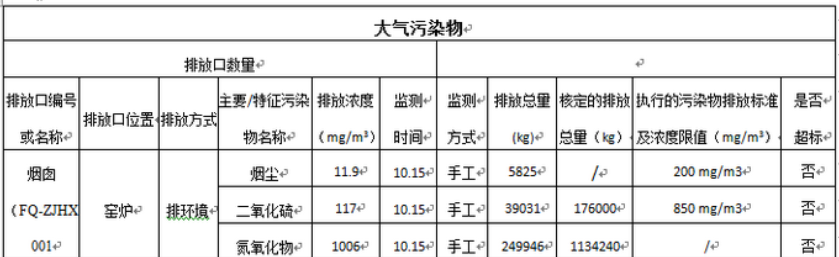 大气污染物
排放口数量
排放口编号或名称 排放口位置 排放方式 主要/特征污染物名称 排放浓度（mg/m³） 监测时间 监测方式 排放总量(kg) 核定的排放总量（kg） 执行的污染物排放标准及浓度限值（mg/m³） 是否超标
烟囱（FQ-ZJHX001 窑炉 排环境 烟尘 11.9 10.15 手工 5825 / 200 mg/m3 否
二氧化硫 117 10.15 手工 39031 176000 850 mg/m3 否
氮氧化物 1006 10.15 手工 249946 1134240 / 否